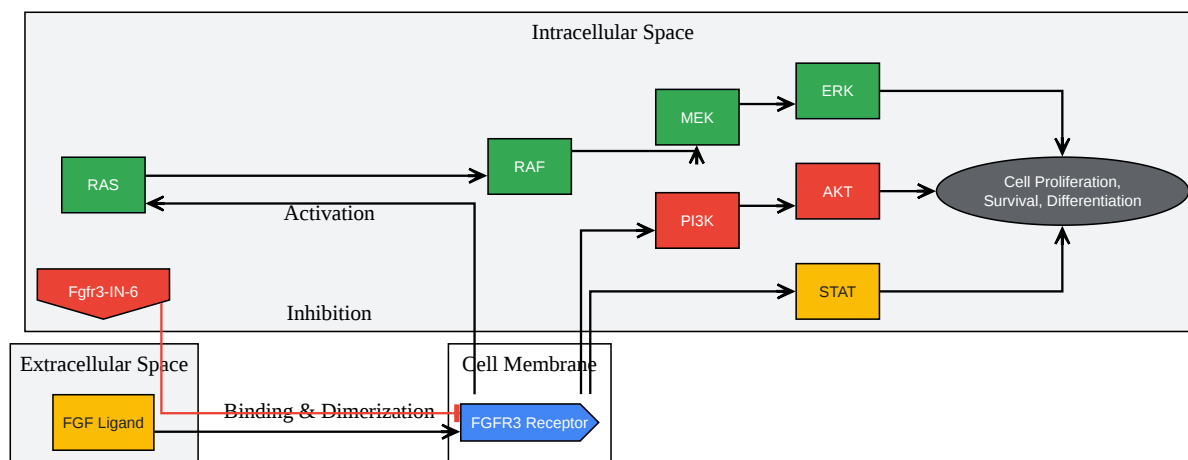 Intracellular Space
ERK
MEK
RAF
RAS
Cell Proliferation,
Survival, Differentiation
AKT
PI3K
Activation
Fgfr3-IN-6
STAT
Inhibition
Extracellular Space
Cell Membrane
Binding & Dimerization
FGF Ligand
FGFR3 Receptor